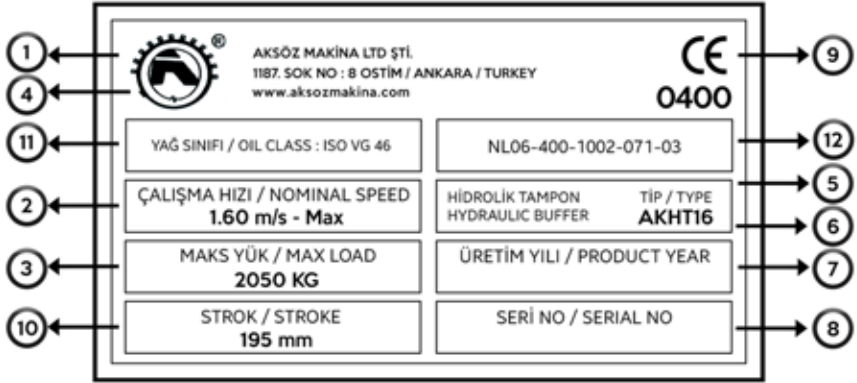 1
4
11
2
3
10
®
AKSÖZ MAKİNA LTD ŞTİ.
1187. SOK NO : 8 OSTİM / ANKARA / TURKEY
www.aksozmakina.com
CE
0400
YAĞ SINIFI / OIL CLASS : ISO VG 46
NL06-400-1002-071-03
ÇALIŞMA HIZI / NOMINAL SPEED
1.60 m/s - Max
HİDROLİK TAMPON
HYDRAULIC BUFFER
TİP / TYPE
AKHT16
MAKS YÜK / MAX LOAD
2050 KG
ÜRETİM YILI / PRODUCT YEAR
STROK / STROKE
195 mm
SERİ NO / SERIAL NO
9
12
5
6
7
8